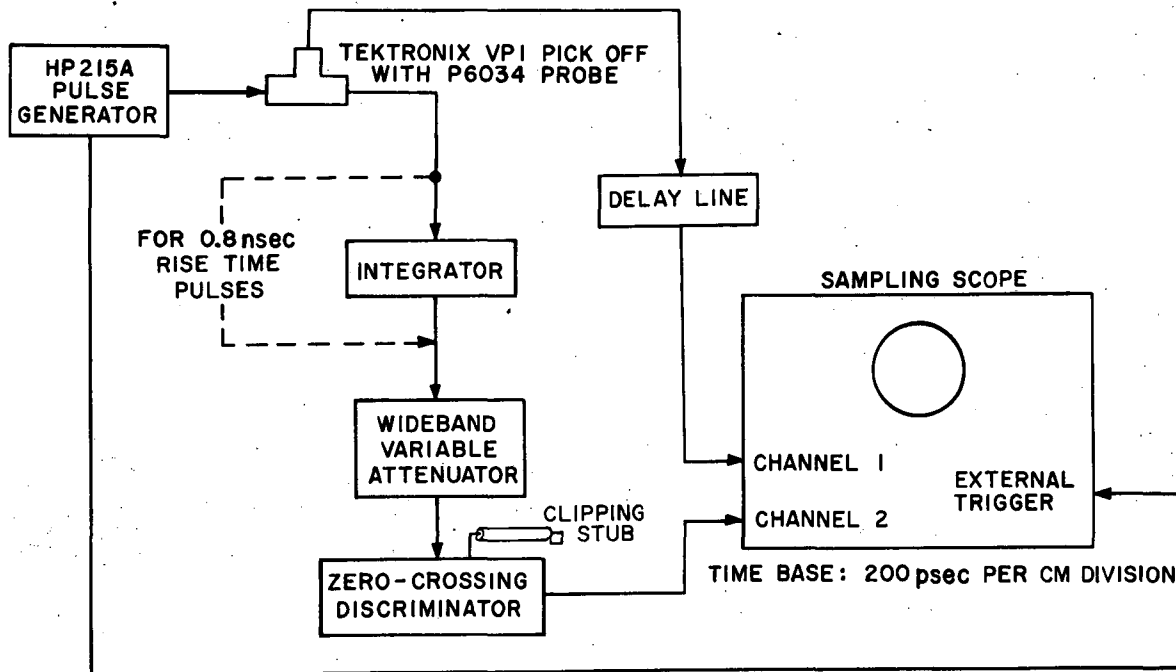 HP215A
PULSE
GENERATOR
TEKTRONIX VP1 PICK OFF
WITH P6034 PROBE
DELAY LINE
FOR 0.8 nsec
RISE TIME
PULSES
INTEGRATOR
SAMPLING SCOPE
WIDEBAND
VARIABLE
ATTENUATOR
CHANNEL 1
EXTERNAL
TRIGGER
CHANNEL 2
CLIPPING
STUB
ZERO-CROSSING
DISCRIMINATOR
TIME BASE: 200 psec PER CM DIVISION